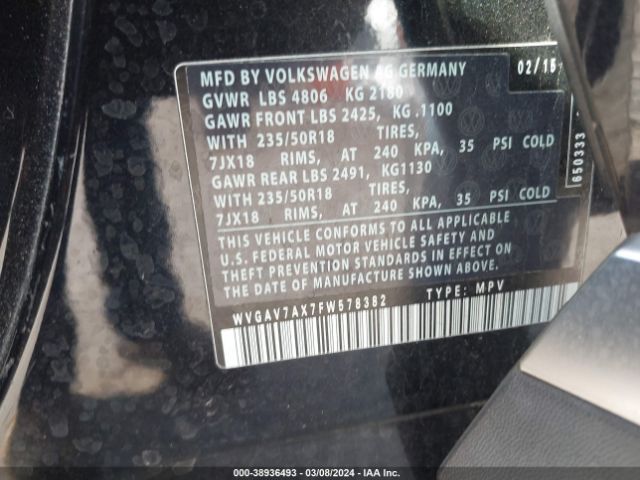 MFD BY VOLKSWAGEN AG GERMANY 02/15
GVWR LBS 4806 KG 2180
GAWR FRONT LBS 2425, KG .1100
WITH 235/50R18 TIRES,
7JX18 RIMS, AT 240 KPA, 35 PSI COLD
GAWR REAR LBS 2491, KG1130
WITH 235/50R18 TIRES,
7JX18 RIMS, AT 240 KPA, 35 PSI COLD
THIS VEHICLE CONFORMS TO ALL APPLICABLE
U.S. FEDERAL MOTOR VEHICLE SAFETY AND
THEFT PREVENTION STANDARDS IN EFFECT ON
THE DATE OF MANUFACTURE SHOWN ABOVE.
WVGAV7AX7FW578382 TYPE: MPV
650333
000-38936493 - 03/08/2024 - IAA Inc.